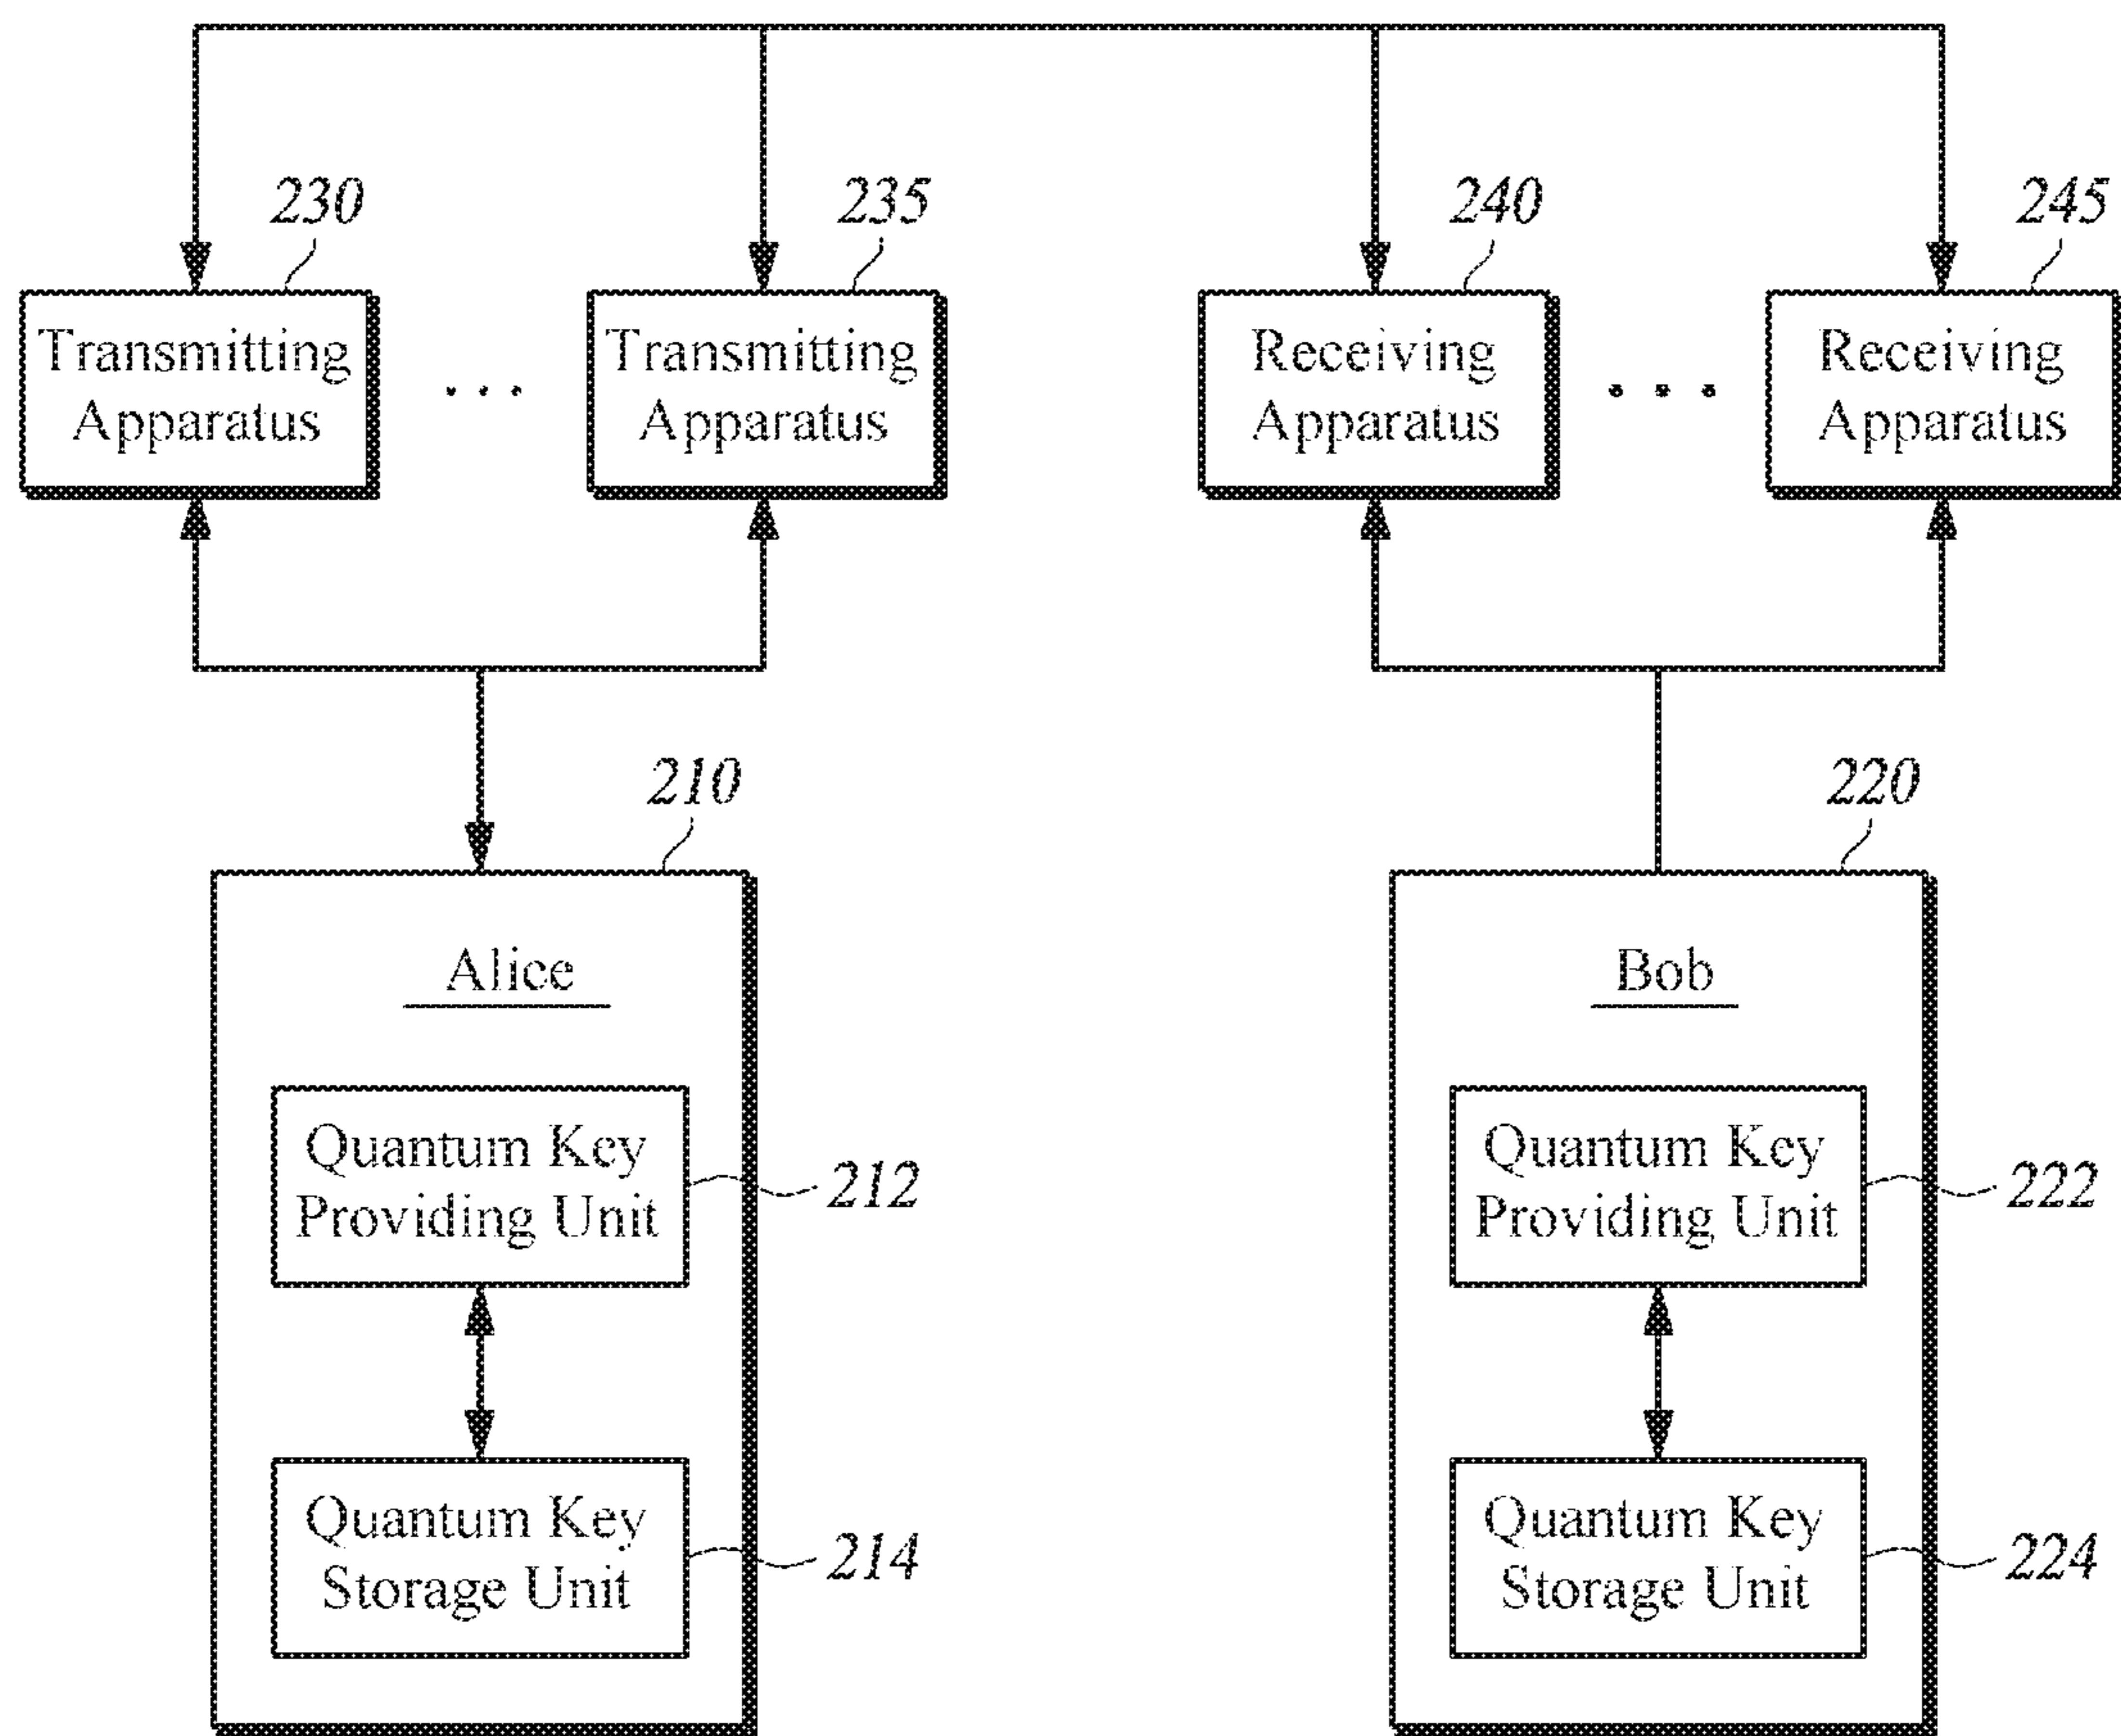 230
235
240
245
Transmitting
Apparatus
. . .
Transmitting
Apparatus
Receiving
Apparatus
• • •
Receiving
Apparatus
210
220
Alice
Bob
Quantum Key
Providing Unit
212
Quantum Key
Providing Unit
222
Quantum Key
Storage Unit
214
Quantum Key
Storage Unit
224